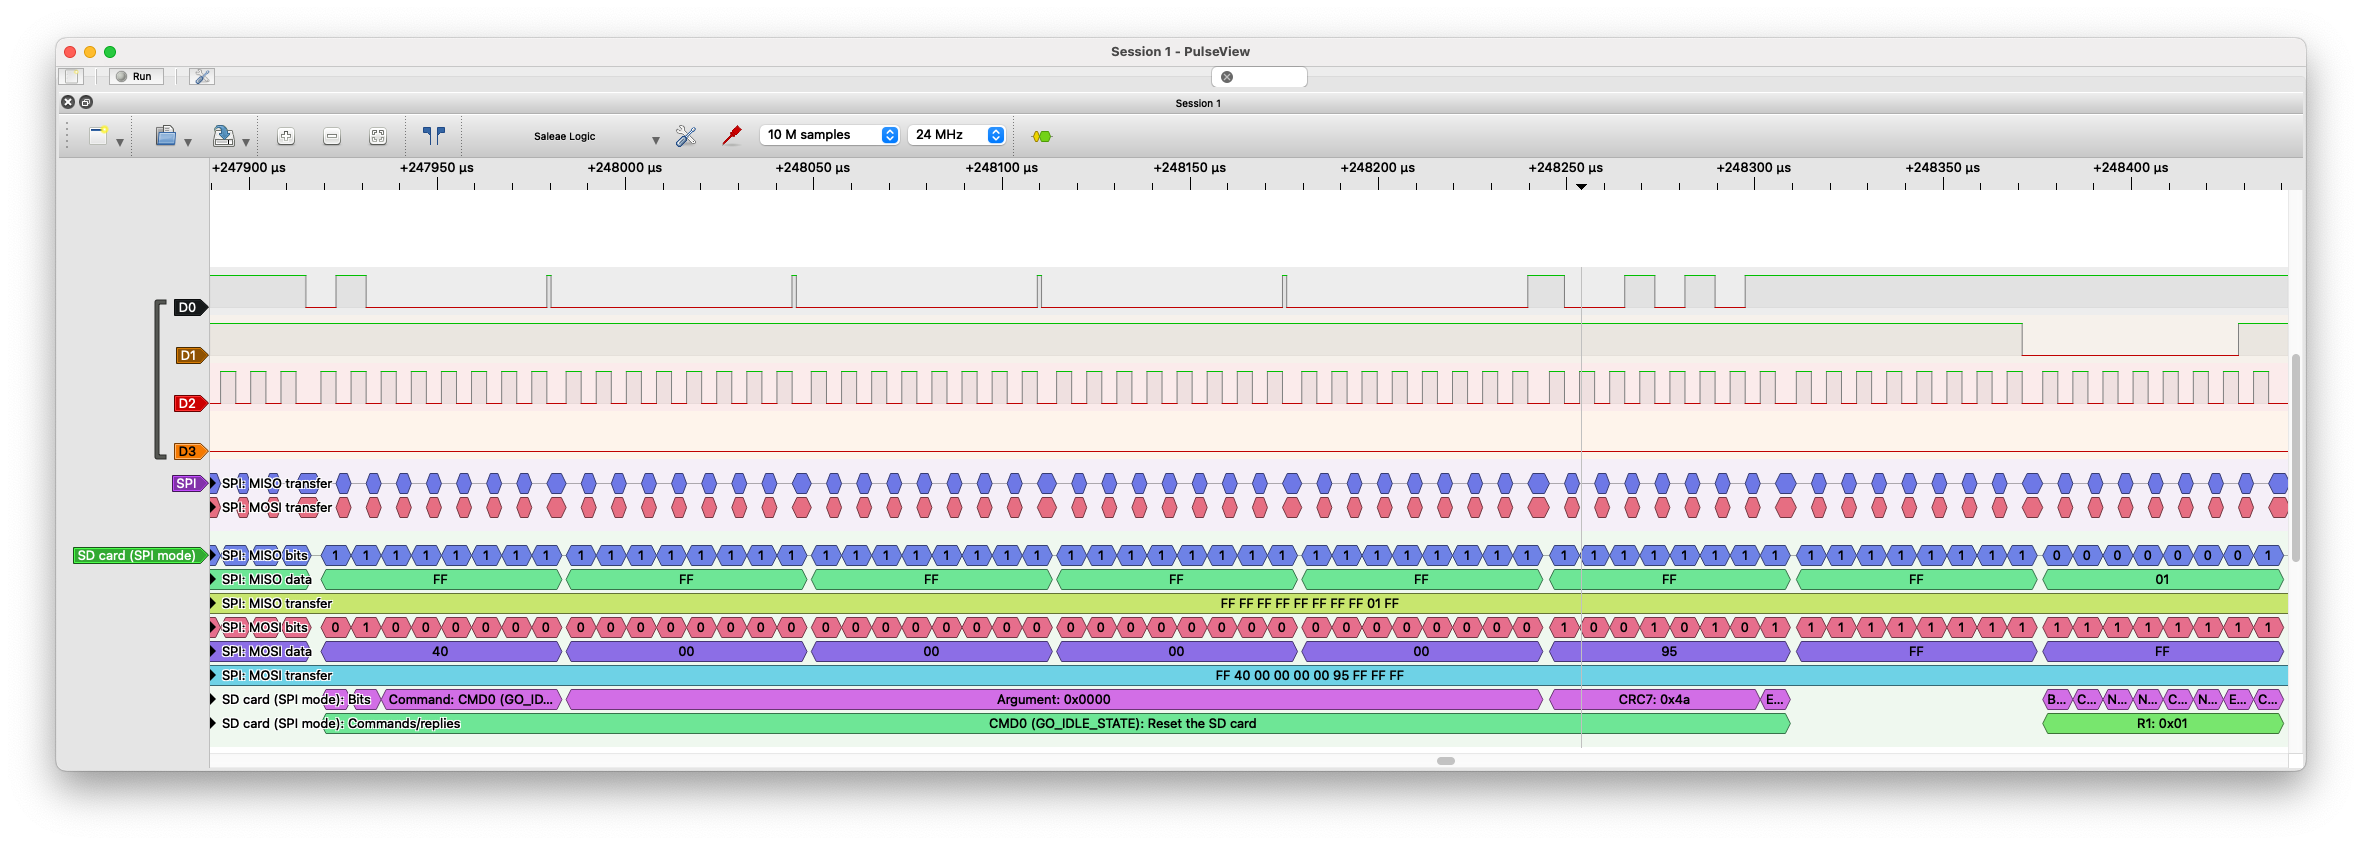 Session 1 - PulseView
Run
Session 1
Saleae Logic 10 M samples 24 MHz
+247900 µs +247950 µs +248000 µs +248050 µs +248100 µs +248150 µs +248200 µs +248250 µs +248300 µs +248350 µs +248400 µs
D0
D1
D2
D3
SPI SPI: MISO transfer
SPI: MOSI transfer
SD card (SPI mode) SPI: MISO bits 1 1 1 1 1 1 1 1 1 1 1 1 1 1 1 1 1 1 1 1 1 1 1 1 1 1 1 1 1 1 1 1 1 1 1 1 1 1 1 1 1 1 1 1 1 1 1 1 1 1 1 1 1 1 1 1 0 0 0 0 0 0 0 1
SPI: MISO data FF FF FF FF FF FF FF 01
SPI: MISO transfer FF FF FF FF FF FF FF FF 01 FF
SPI: MOSI bits 0 1 0 0 0 0 0 0 0 0 0 0 0 0 0 0 0 0 0 0 0 0 0 0 0 0 0 0 0 0 0 0 0 0 0 0 0 0 0 0 1 0 0 1 0 1 0 1 1 1 1 1 1 1 1 1 1 1 1 1 1 1 1 1
SPI: MOSI data 40 00 00 00 00 95 FF FF
SPI: MOSI transfer FF 40 00 00 00 00 95 FF FF FF
SD card (SPI mode): Bits Command: CMD0 (GO_ID... Argument: 0x0000 CRC7: 0x4a E... B... C... N... N... C... N... E... C...
SD card (SPI mode): Commands/replies CMD0 (GO_IDLE_STATE): Reset the SD card R1: 0x01